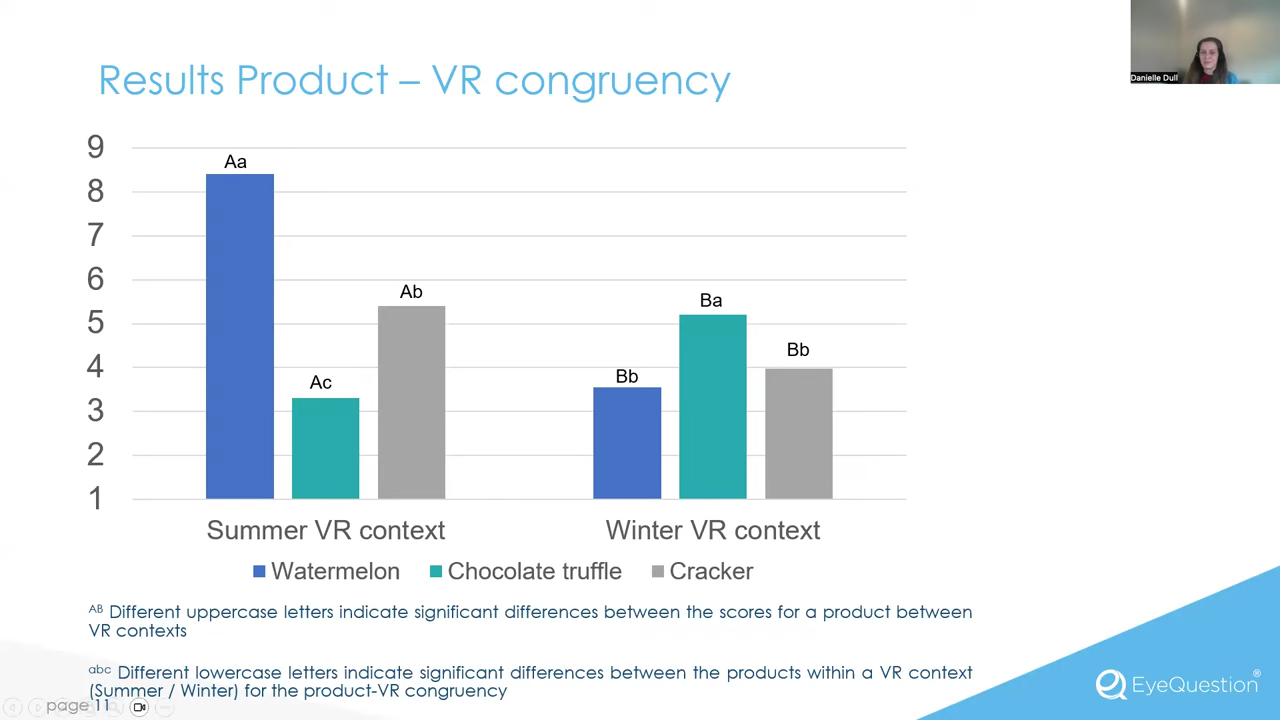 Results Product – VR congruency
Danielle Dull
9
8
7
6
5
4
3
2
1
Aa
Ac
Ab
Bb
Ba
Bb
Summer VR context
Winter VR context
Watermelon
Chocolate truffle
Cracker
AB Different uppercase letters indicate significant differences between the scores for a product between
VR contexts
abc Different lowercase letters indicate significant differences between the products within a VR context
(Summer / Winter) for the product-VR congruency
page 11
EyeQuestion®